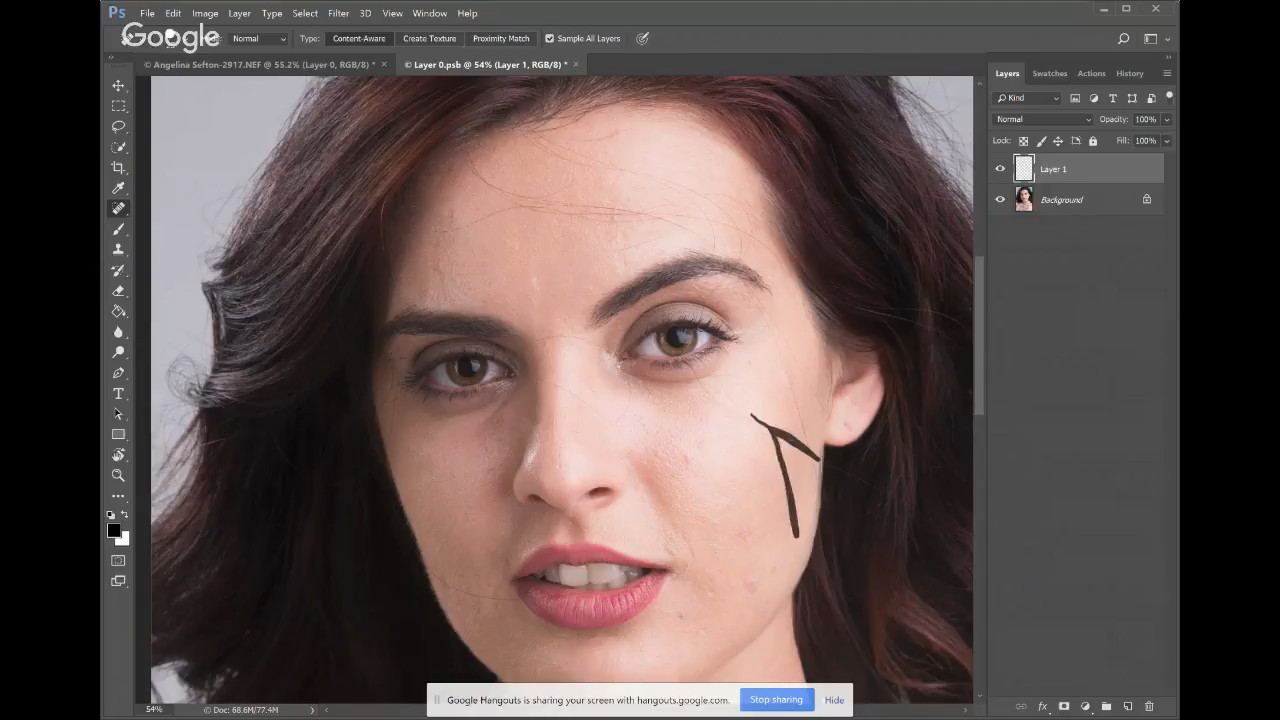 Ps File Edit Image Layer Type Select Filter 3D View Window Help
Google Normal Type: Content-Aware Create Texture Proximity Match Sample All Layers
© Angelina Sefton-2917.NEF @ 55.2% (Layer 0, RGB/8) * × © Layer 0.psb @ 54% (Layer 1, RGB/8) * ×
Layers Swatches Actions History
Kind
Normal Opacity: 100%
Lock: Fill: 100%
Layer 1
Background
Google Hangouts is sharing your screen with hangouts.google.com. Stop sharing Hide
54% © Doc: 68.6M/77.4M